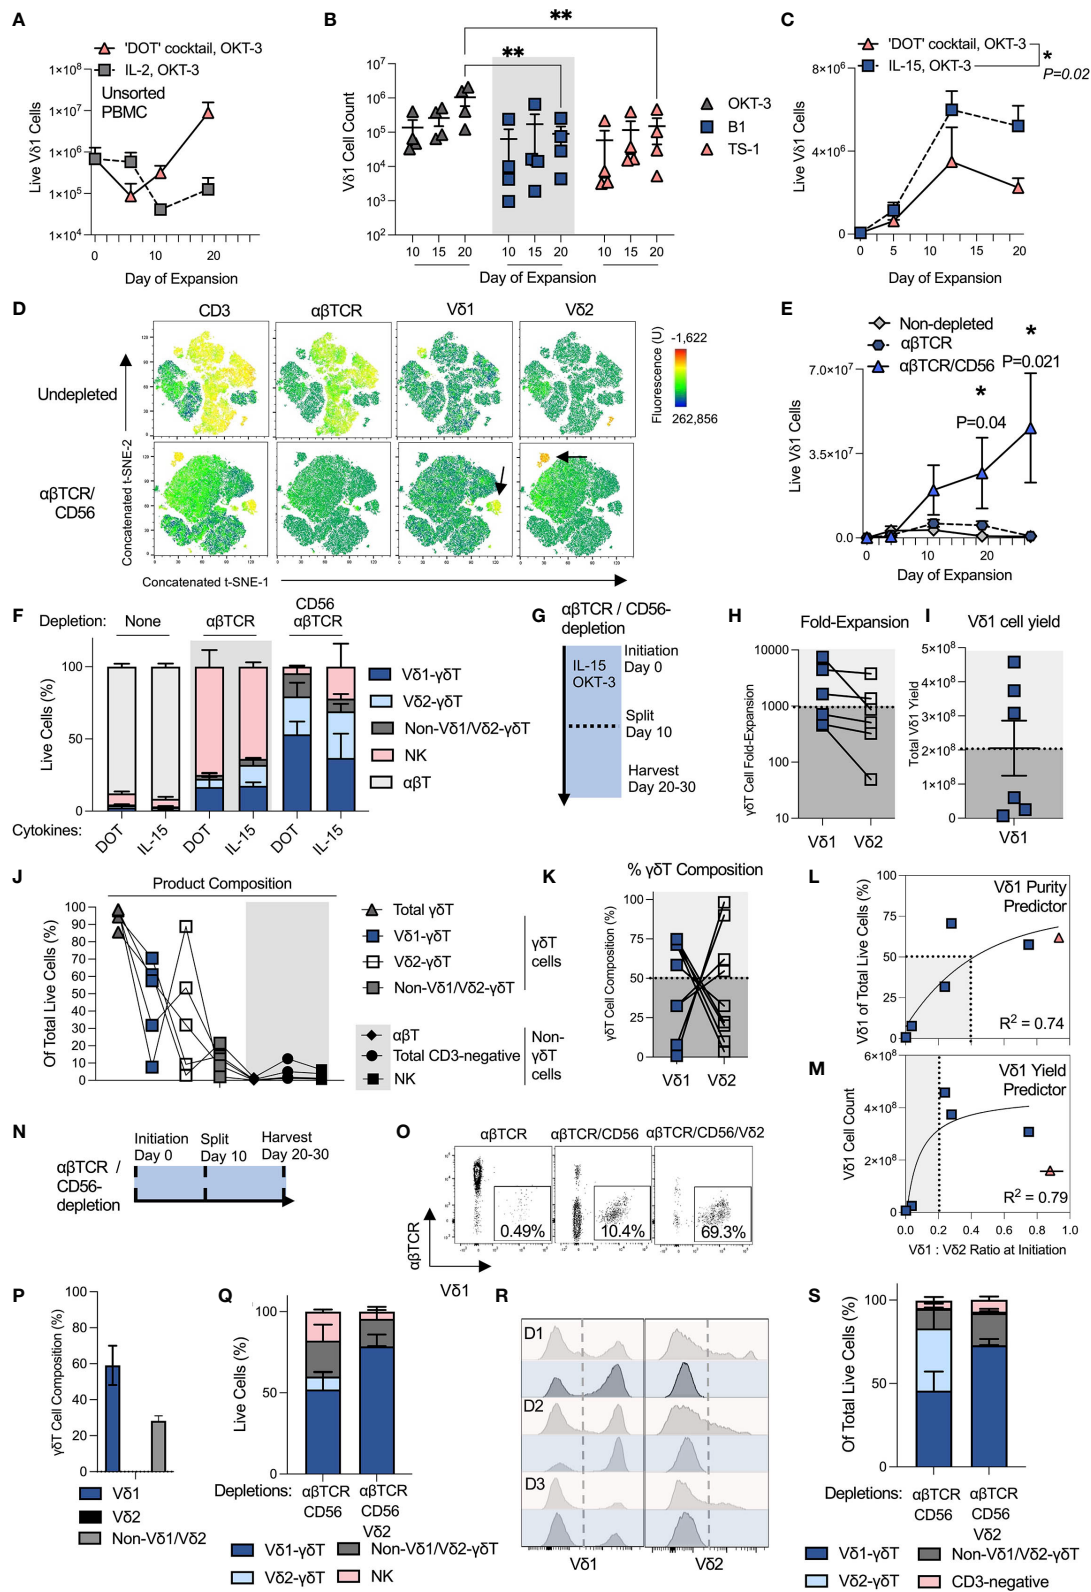 A
'DOT' cocktail, OKT-3
IL-2, OKT-3
Unsorted
PBMC
Live Vδ1 Cells
1×10⁸
1×10⁷
1×10⁶
1×10⁵
1×10⁴
0 5 10 15 20
Day of Expansion
B
**
**
Vδ1 Cell Count
10⁷
10⁶
10⁵
10⁴
10³
10²
10 15 20 10 15 20 10 15 20
Day of Expansion
OKT-3
B1
TS-1
C
'DOT' cocktail, OKT-3
IL-15, OKT-3
*
P=0.02
Live Vδ1 Cells
8×10⁶
4×10⁶
0
0 5 10 15 20
Day of Expansion
D
CD3 αβTCR Vδ1 Vδ2
Undepleted
αβTCR/
CD56
Concatenated t-SNE-2
Concatenated t-SNE-1
Fluorescence (U)
-1,622
262,856
E
Non-depleted
αβTCR
αβTCR/CD56
*
P=0.021
*
P=0.04
Live Vδ1 Cells
7.0×10⁷
3.5×10⁷
0.0
0 5 10 15 20
Day of Expansion
F
Depletion: None αβTCR CD56
αβTCR
Live Cells (%)
100
50
0
Cytokines: DOT IL-15 DOT IL-15 DOT IL-15
Vδ1-γδT
Vδ2-γδT
Non-Vδ1/Vδ2-γδT
NK
αβT
G
αβTCR / CD56-
depletion
IL-15
OKT-3
Initiation
Day 0
Split
Day 10
Harvest
Day 20-30
H
Fold-Expansion
γδT Cell Fold-Expansion
10000
1000
100
10
Vδ1 Vδ2
I
Vδ1 cell yield
Total Vδ1 Yield
5×10⁸
4×10⁸
3×10⁸
2×10⁸
1×10⁸
0
Vδ1
J
Product Composition
Of Total Live Cells (%)
100
90
80
70
60
50
40
30
20
10
0
Total γδT
Vδ1-γδT
Vδ2-γδT
Non-Vδ1/Vδ2-γδT
γδT
cells
αβT
Total CD3-negative
NK
Non-
γδT
cells
K
% γδT Composition
γδT Cell Composition (%)
100
75
50
25
0
Vδ1 Vδ2
L
Vδ1 Purity
Predictor
Vδ1 of Total Live Cells (%)
100
75
50
25
0
R² = 0.74
M
Vδ1 Yield
Predictor
Vδ1 Cell Count
6×10⁸
4×10⁸
2×10⁸
0
R² = 0.79
0.0 0.2 0.4 0.6 0.8 1.0
Vδ1 : Vδ2 Ratio at Initiation
N
αβTCR /
CD56-
depletion
Initiation
Day 0
Split
Day 10
Harvest
Day 20-30
O
αβTCR αβTCR/CD56 αβTCR/CD56/Vδ2
0.49% 10.4% 69.3%
αβTCR
Vδ1
P
γδT Cell Composition (%)
100
80
60
40
20
0
Vδ1
Vδ2
Non-Vδ1/Vδ2
Q
Live Cells (%)
100
50
0
Depletions: αβTCR
CD56
αβTCR
CD56
Vδ2
Vδ1-γδT
Vδ2-γδT
Non-Vδ1/Vδ2-γδT
NK
R
D1
D2
D3
Vδ1 Vδ2
S
Of Total Live Cells (%)
100
50
0
Depletions: αβTCR
CD56
αβTCR
CD56
Vδ2
Vδ1-γδT
Vδ2-γδT
Non-Vδ1/Vδ2-γδT
CD3-negative